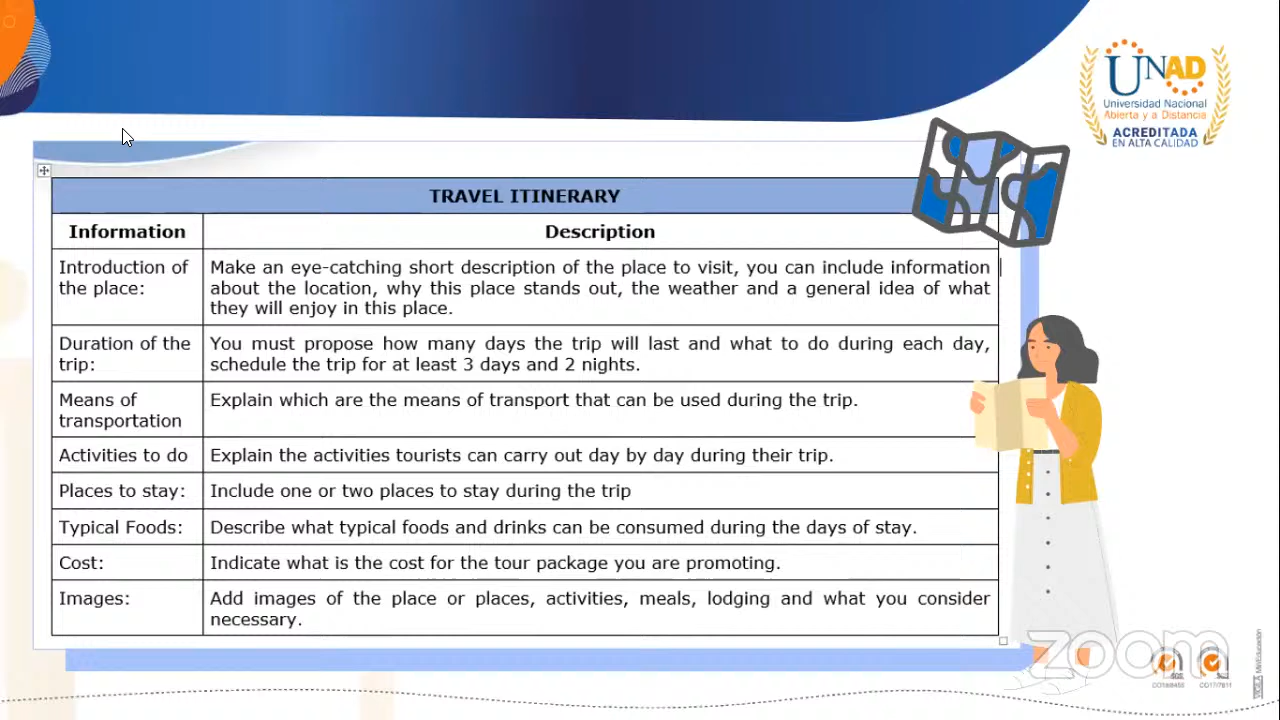 UNAD
Universidad Nacional
Abierta y a Distancia
ACREDITADA
EN ALTA CALIDAD
TRAVEL ITINERARY
Information
Description
Introduction of
the place:
Make an eye-catching short description of the place to visit, you can include information
about the location, why this place stands out, the weather and a general idea of what
they will enjoy in this place.
Duration of the
trip:
You must propose how many days the trip will last and what to do during each day,
schedule the trip for at least 3 days and 2 nights.
Means of
transportation
Explain which are the means of transport that can be used during the trip.
Activities to do
Explain the activities tourists can carry out day by day during their trip.
Places to stay:
Include one or two places to stay during the trip
Typical Foods:
Describe what typical foods and drinks can be consumed during the days of stay.
Cost:
Indicate what is the cost for the tour package you are promoting.
Images:
Add images of the place or places, activities, meals, lodging and what you consider
necessary.
zoom